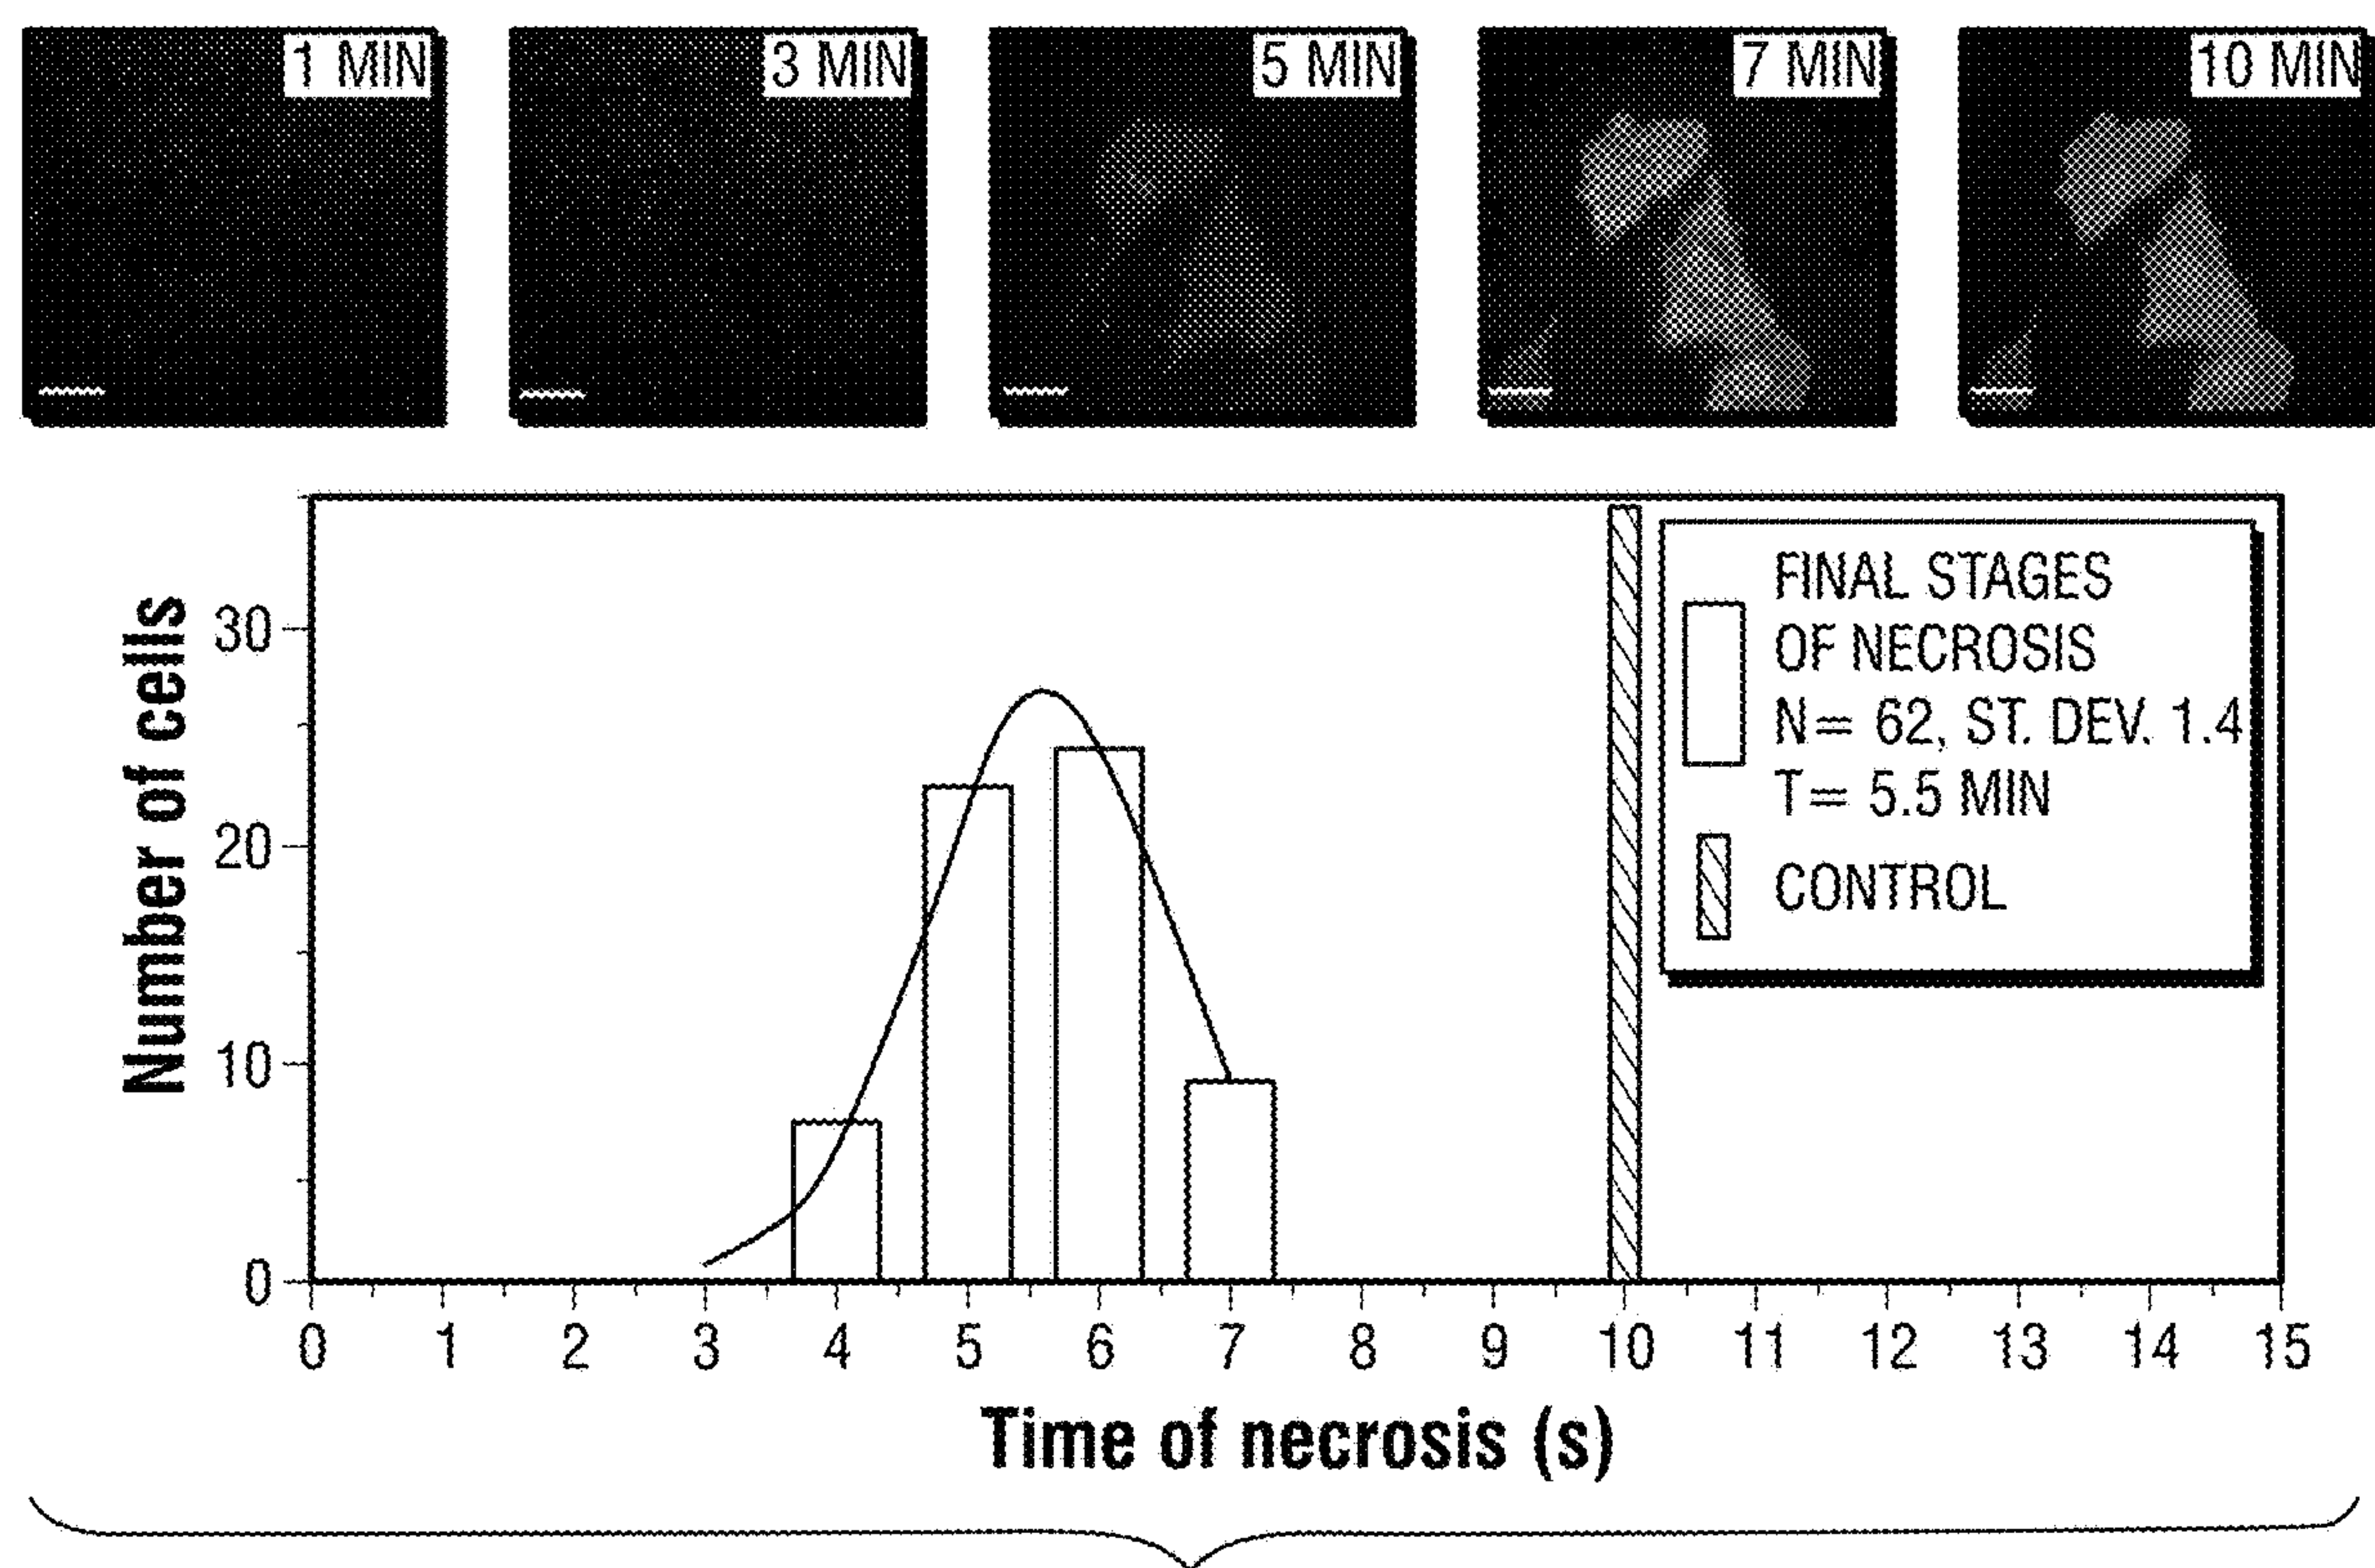 1 MIN
3 MIN
5 MIN
7 MIN
10 MIN
Number of cells
30
20
10
0
FINAL STAGES
OF NECROSIS
N= 62, ST. DEV. 1.4
T= 5.5 MIN
CONTROL
0 1 2 3 4 5 6 7 8 9 10 11 12 13 14 15
Time of necrosis (s)